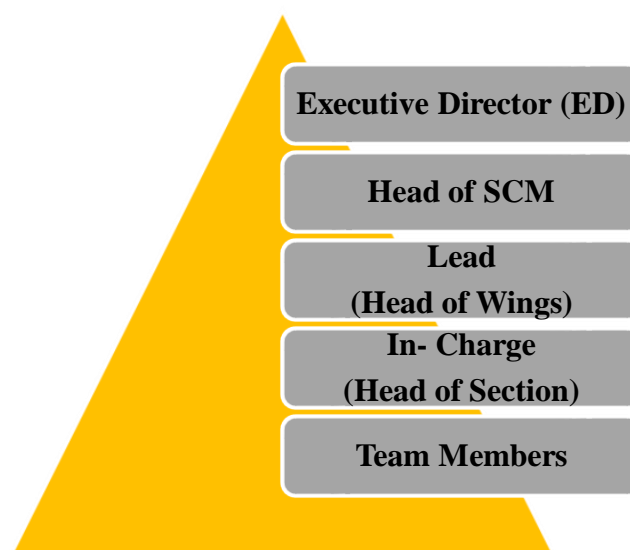 Executive Director (ED)
Head of SCM
Lead
(Head of Wings)
In- Charge
(Head of Section)
Team Members